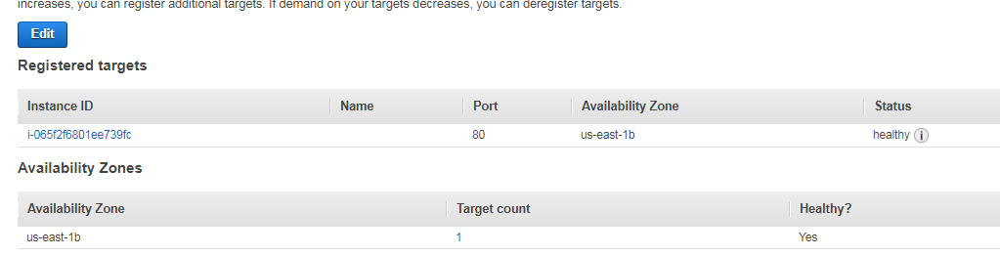 increases, you can register additional targets. If demand on your targets decreases, you can deregister targets.
Edit
Registered targets
Instance ID Name Port Availability Zone Status
i-065f2f6801ee739fc 80 us-east-1b healthy i
Availability Zones
Availability Zone Target count Healthy?
us-east-1b 1 Yes